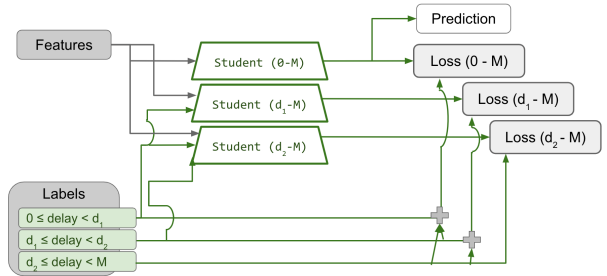 Prediction
Features
Student (0-M)
Loss (0 - M)
Student (d₁-M)
Loss (d₁ - M)
Student (d₂-M)
Loss (d₂ - M)
Labels
0 ≤ delay < d₁
d₁ ≤ delay < d₂
d₂ ≤ delay < M